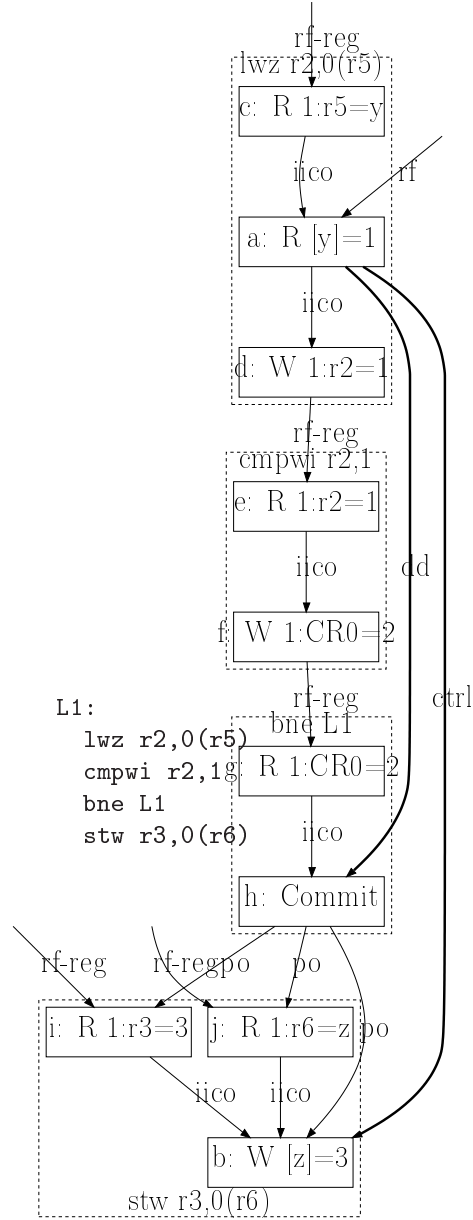 rf-reg
lwz r2,0(r5)
c: R 1:r5=y
iico
rf
a: R [y]=1
iico
d: W 1:r2=1
rf-reg
cmpwi r2,1
e: R 1:r2=1
iico
dd
f: W 1:CR0=2
rf-reg
ctrl
bne L1
L1:
lwz r2,0(r5)
cmpwi r2,1
bne L1
stw r3,0(r6)
g: R 1:CR0=2
iico
h: Commit
rf-reg
rf-reg
po
po
i: R 1:r3=3
j: R 1:r6=z
po
iico
iico
b: W [z]=3
stw r3,0(r6)